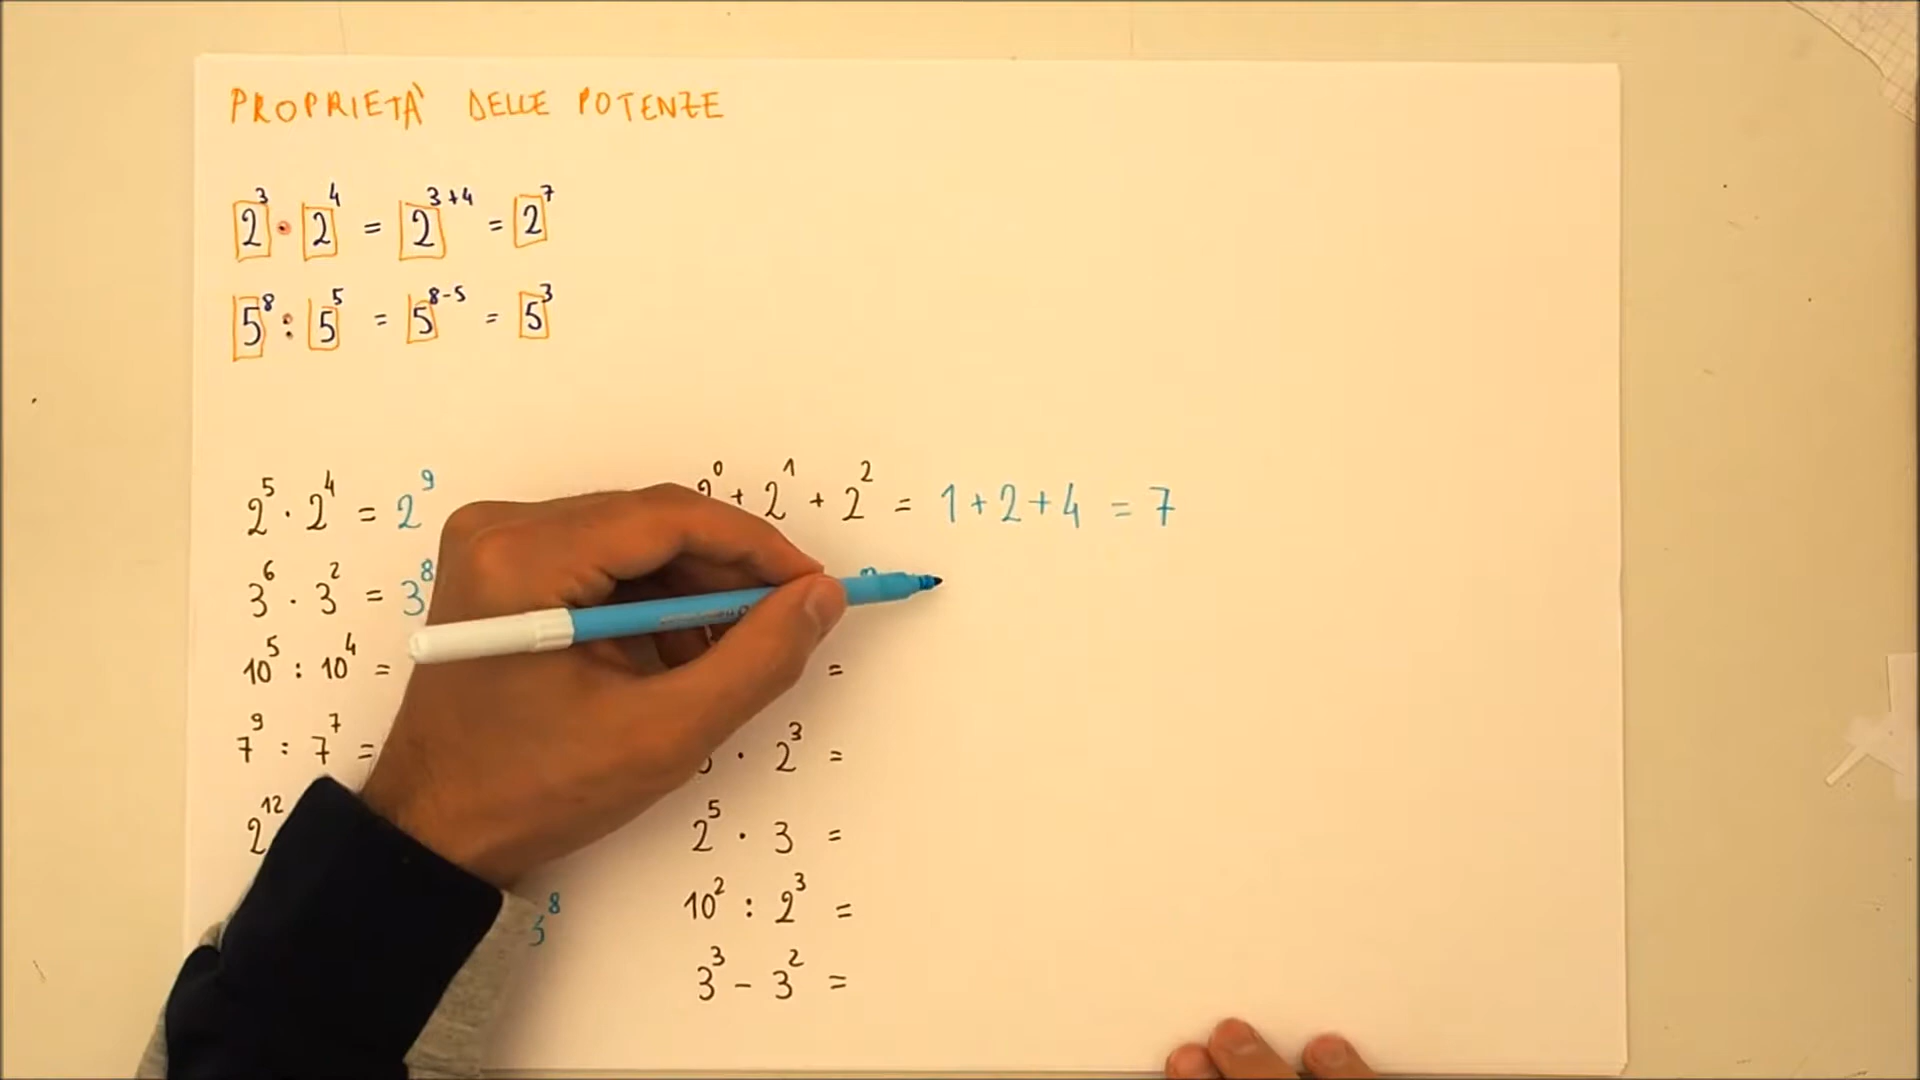 PROPRIETÀ DELLE POTENZE
2³ · 2⁴ = 2³⁺⁴ = 2⁷
5⁸ : 5⁵ = 5⁸⁻⁵ = 5³
2⁵ · 2⁴ = 2⁹
3⁶ · 3² = 3⁸
10⁵ : 10⁴ =
7⁹ : 7⁷ =
2¹²
3⁸
2⁰ + 2¹ + 2² = 1 + 2 + 4 = 7
=
· 2³ =
2⁵ · 3 =
10² : 2³ =
3³ - 3² =